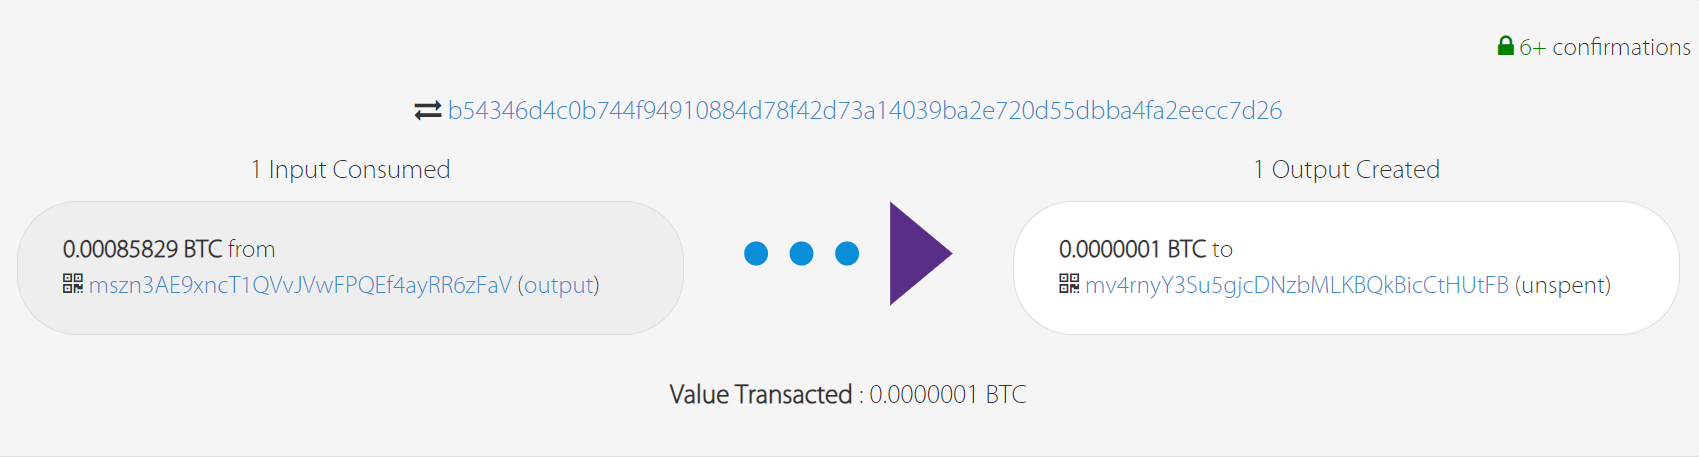 6+ confirmations
b54346d4c0b744f94910884d78f42d73a14039ba2e720d55dbba4fa2eecc7d26
1 Input Consumed
0.00085829 BTC from
mszn3AE9xncT1QVvJVwFPQEf4ayRR6zFaV (output)
1 Output Created
0.0000001 BTC to
mv4rnyY3Su5gjcDNzbMLKBQkBicCtHUtFB (unspent)
Value Transacted : 0.0000001 BTC